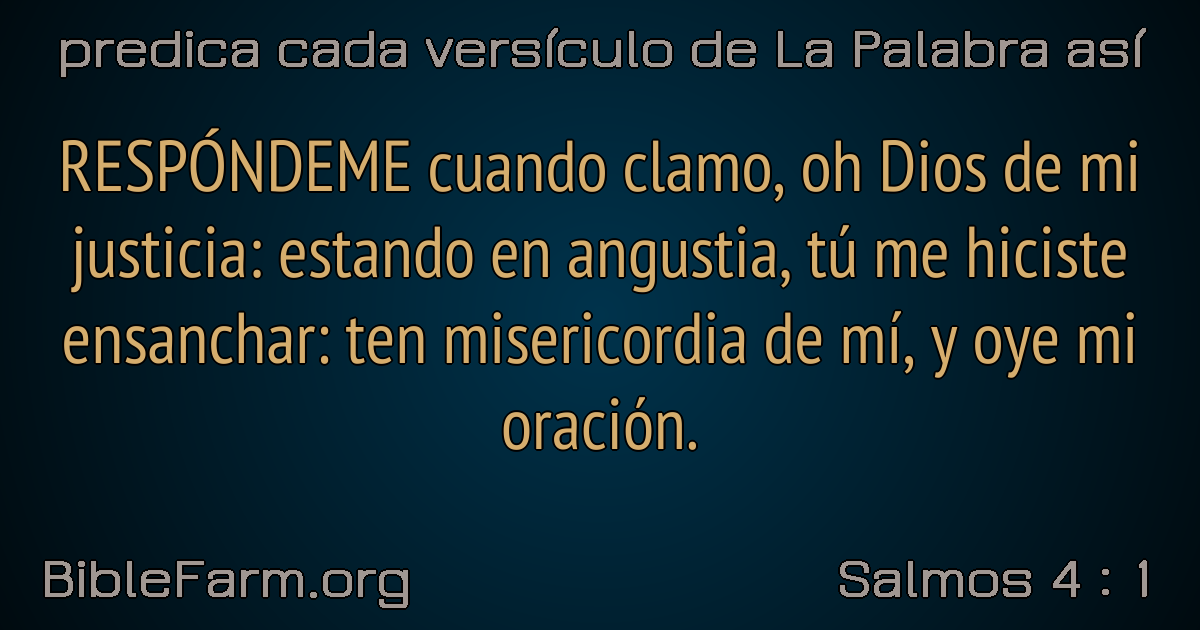 predica cada versículo de La Palabra así
RESPÓNDEME cuando clamo, oh Dios de mi
justicia: estando en angustia, tú me hiciste
ensanchar: ten misericordia de mí, y oye mi
oración.
BibleFarm.org
Salmos 4 : 1